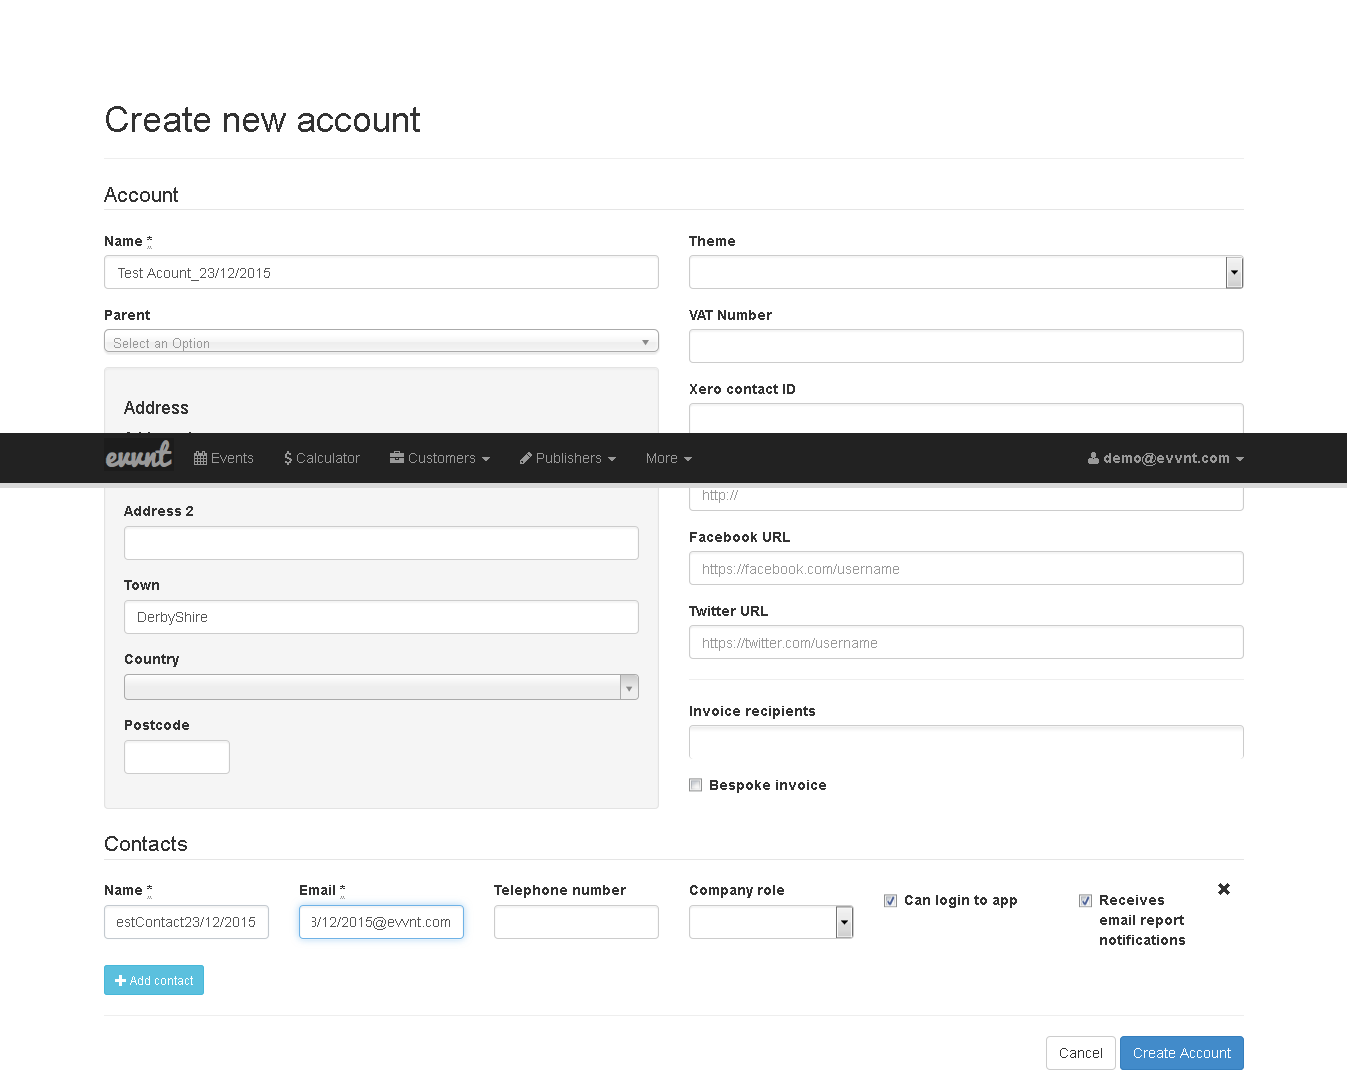 Create new account
Account
Name *
Test Acount_23/12/2015
Parent
Select an Option
Address
Theme
VAT Number
Xero contact ID
evvnt Events $ Calculator Customers Publishers More demo@evvnt.com
http://
Address 2
Town
DerbyShire
Country
Postcode
Facebook URL
https://facebook.com/username
Twitter URL
https://twitter.com/username
Invoice recipients
Bespoke invoice
Contacts
Name *
estContact23/12/2015
Email *
3/12/2015@evvnt.com
Telephone number
Company role
Can login to app
Receives
email report
notifications
Add contact
Cancel
Create Account